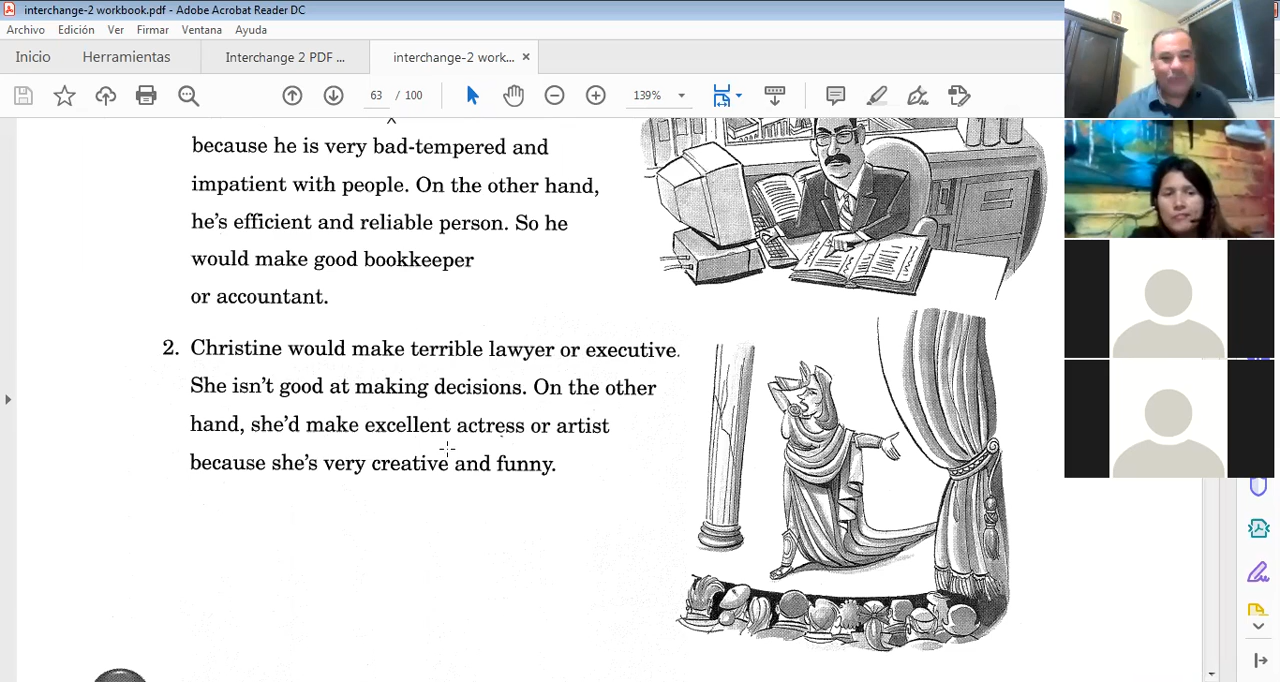 interchange-2 workbook.pdf - Adobe Acrobat Reader DC
Archivo Edición Ver Firmar Ventana Ayuda
Inicio Herramientas Interchange 2 PDF ... interchange-2 work... ×
63 / 100 139%
because he is very bad-tempered and
impatient with people. On the other hand,
he's efficient and reliable person. So he
would make good bookkeeper
or accountant.
2. Christine would make terrible lawyer or executive.
She isn't good at making decisions. On the other
hand, she'd make excellent actress or artist
because she's very creative and funny.